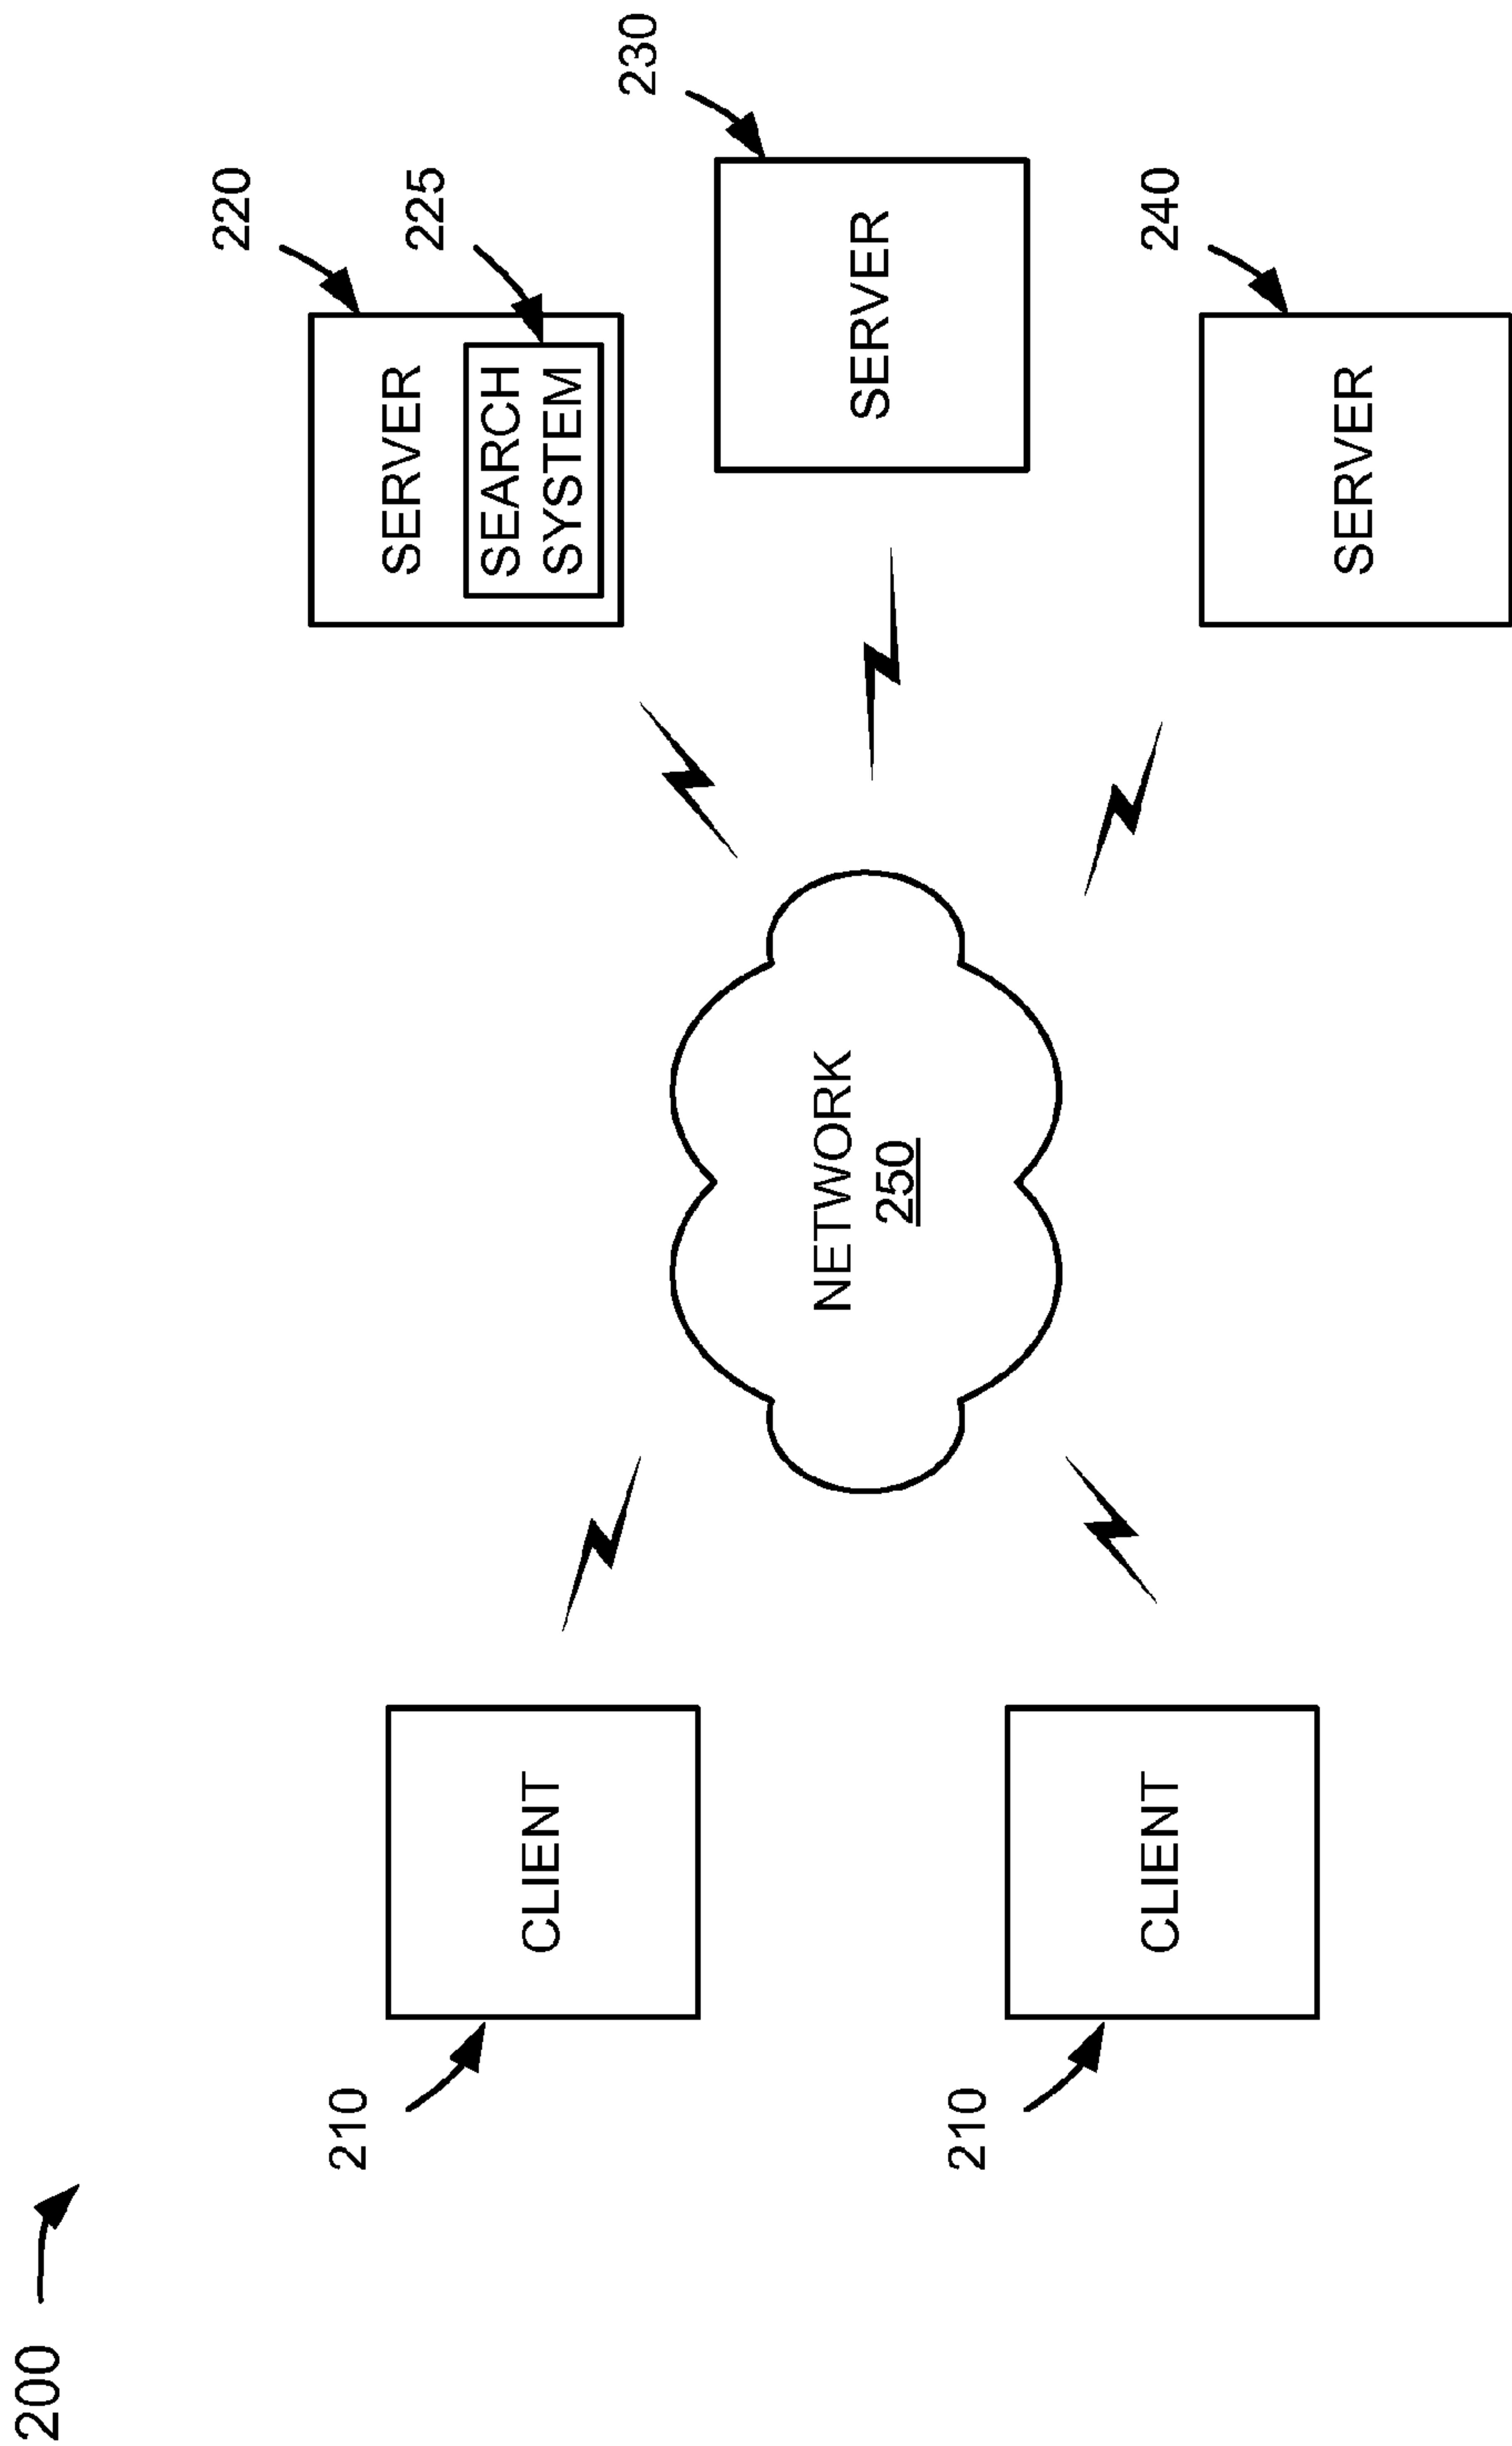 200
210
CLIENT
210
CLIENT
NETWORK
250
220
SERVER
225
SEARCH
SYSTEM
230
SERVER
240
SERVER